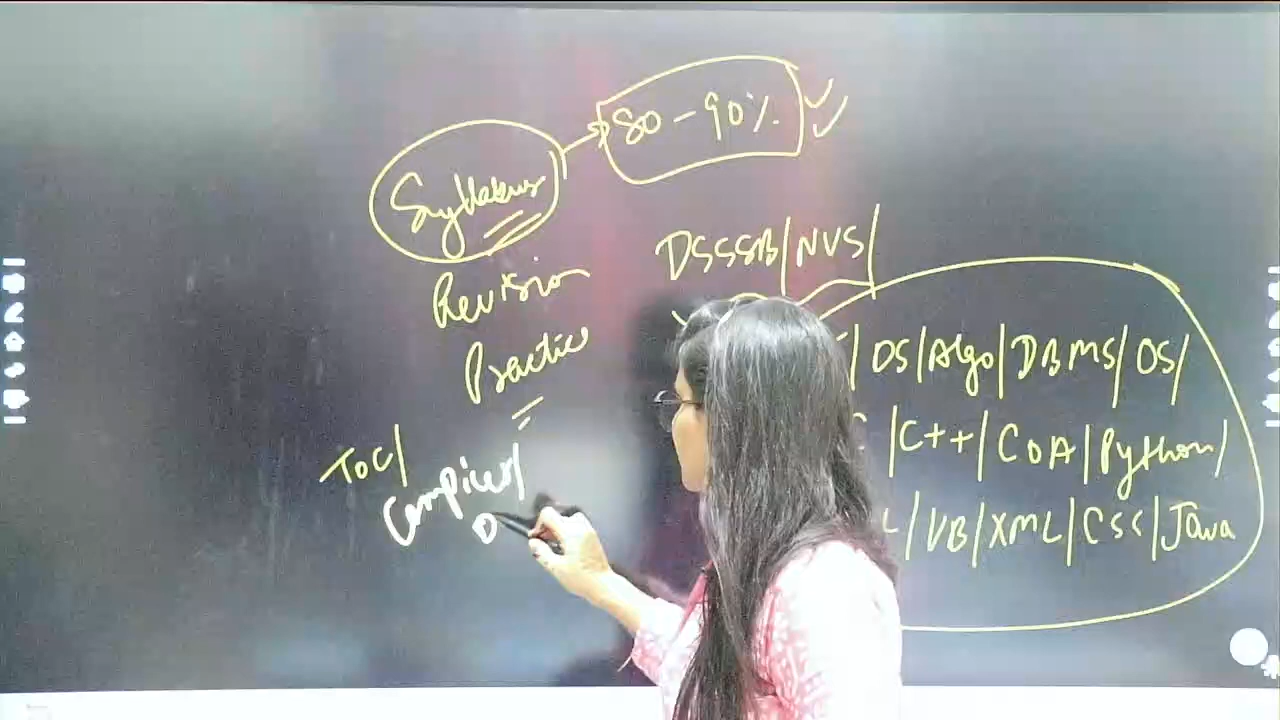 80-90%
Syllabus
Revision
Practice
DSSSB/NVS/
/DS/Algo/DBMS/OS/
/C++/COA/Python/
L/VB/XML/CSS/Java
TOC/
Compiler/
D